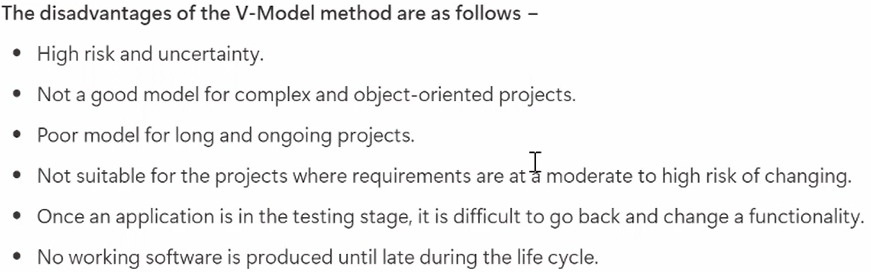 The disadvantages of the V-Model method are as follows –
• High risk and uncertainty.
• Not a good model for complex and object-oriented projects.
• Poor model for long and ongoing projects.
• Not suitable for the projects where requirements are at a moderate to high risk of changing.
• Once an application is in the testing stage, it is difficult to go back and change a functionality.
• No working software is produced until late during the life cycle.